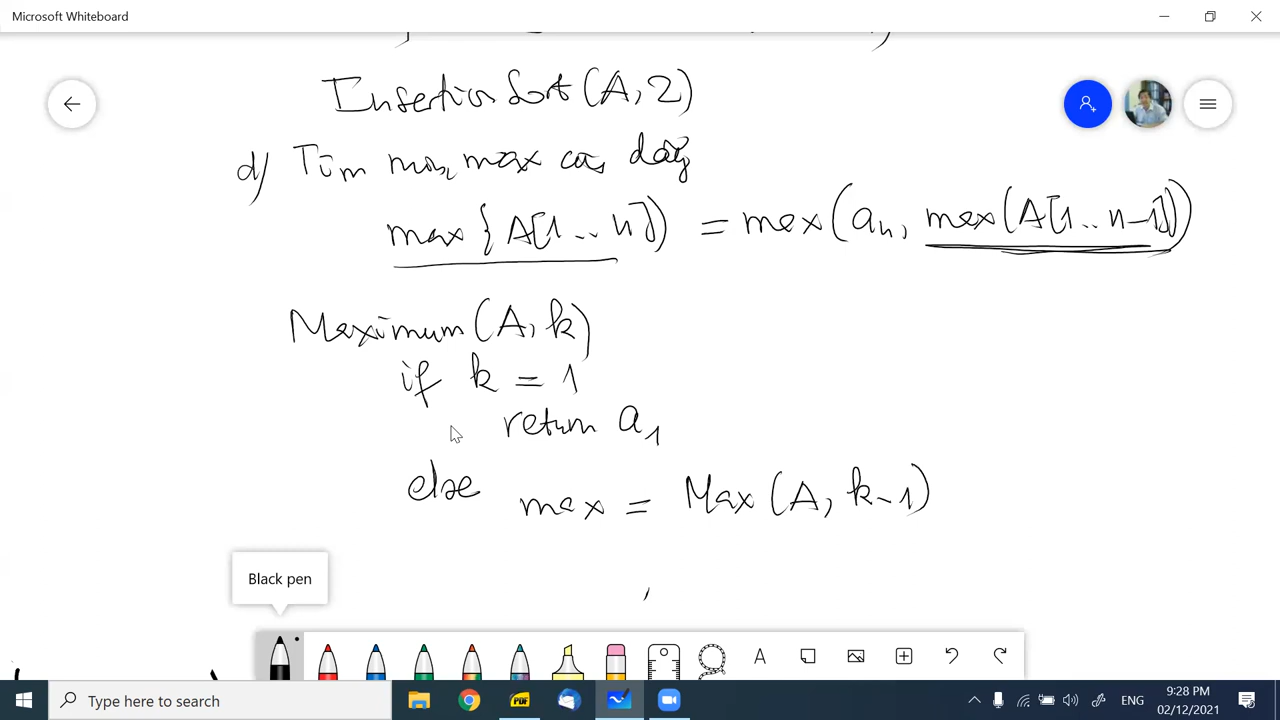 Microsoft Whiteboard
Insertion Sort (A, 2)
d/ Tìm min, max của dãy
max {A[1..n]) = max(an, max(A[1..n-1]))
Maximum (A, k)
if k = 1
return a1
else max = Max (A, k-1)
Black pen
A
Type here to search
PDF
ENG
9:28 PM
02/12/2021